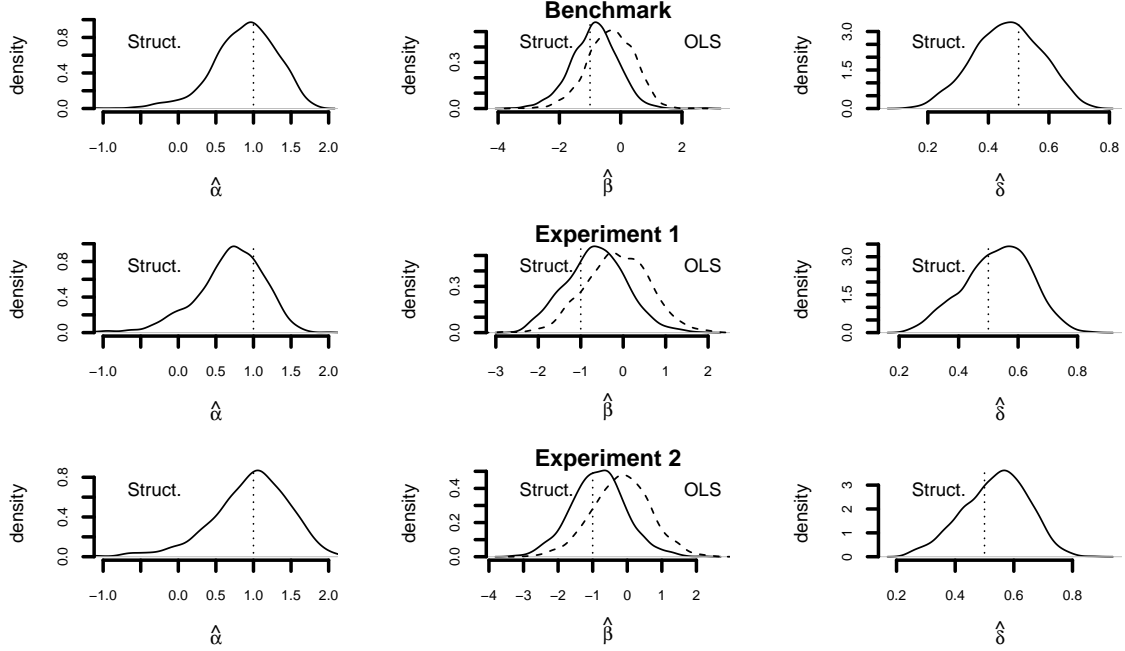 Benchmark
density
0.0 0.4 0.8
Struct.
−1.0 0.0 0.5 1.0 1.5 2.0
α̂
density
0.0 0.3
Struct.
OLS
−4 −2 0 2
β̂
density
0.0 1.5 3.0
Struct.
0.2 0.4 0.6 0.8
δ̂
Experiment 1
density
0.0 0.4 0.8
Struct.
−1.0 0.0 0.5 1.0 1.5 2.0
α̂
density
0.0 0.3
Struct.
OLS
−3 −2 −1 0 1 2
β̂
density
0.0 1.5 3.0
Struct.
0.2 0.4 0.6 0.8
δ̂
Experiment 2
density
0.0 0.4 0.8
Struct.
−1.0 0.0 0.5 1.0 1.5 2.0
α̂
density
0.0 0.2 0.4
Struct.
OLS
−4 −3 −2 −1 0 1 2
β̂
density
0 1 2 3
Struct.
0.2 0.4 0.6 0.8
δ̂